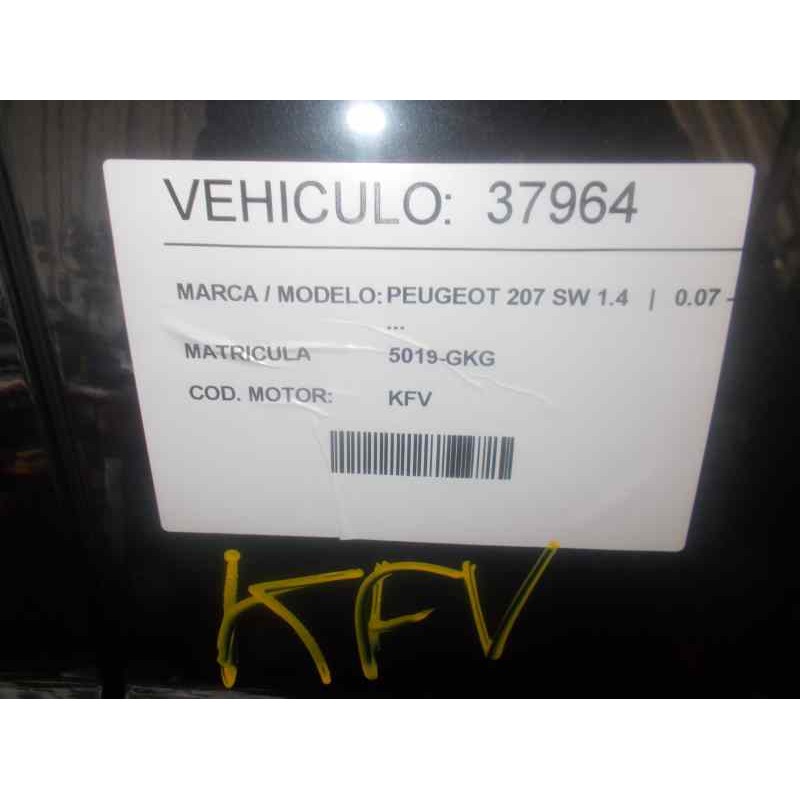 VEHICULO: 37964
MARCA / MODELO: PEUGEOT 207 SW 1.4 | 0.07 -
...
MATRICULA 5019-GKG
COD. MOTOR: KFV
KFV